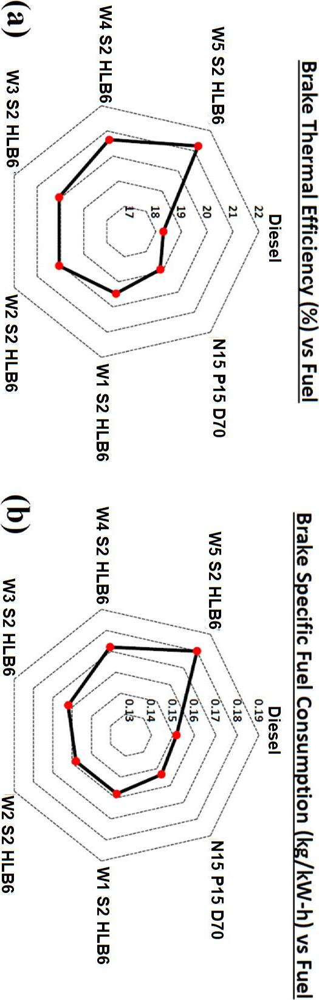 Brake Thermal Efficiency (%) vs Fuel
Diesel
22
21
20
19
18
17
N15 P15 D70
W1 S2 HLB6
W2 S2 HLB6
W3 S2 HLB6
W4 S2 HLB6
W5 S2 HLB6
(a)
Brake Specific Fuel Consumption (kg/kW-h) vs Fuel
Diesel
0.19
0.18
0.17
0.16
0.15
0.14
0.13
N15 P15 D70
W1 S2 HLB6
W2 S2 HLB6
W3 S2 HLB6
W4 S2 HLB6
W5 S2 HLB6
(b)